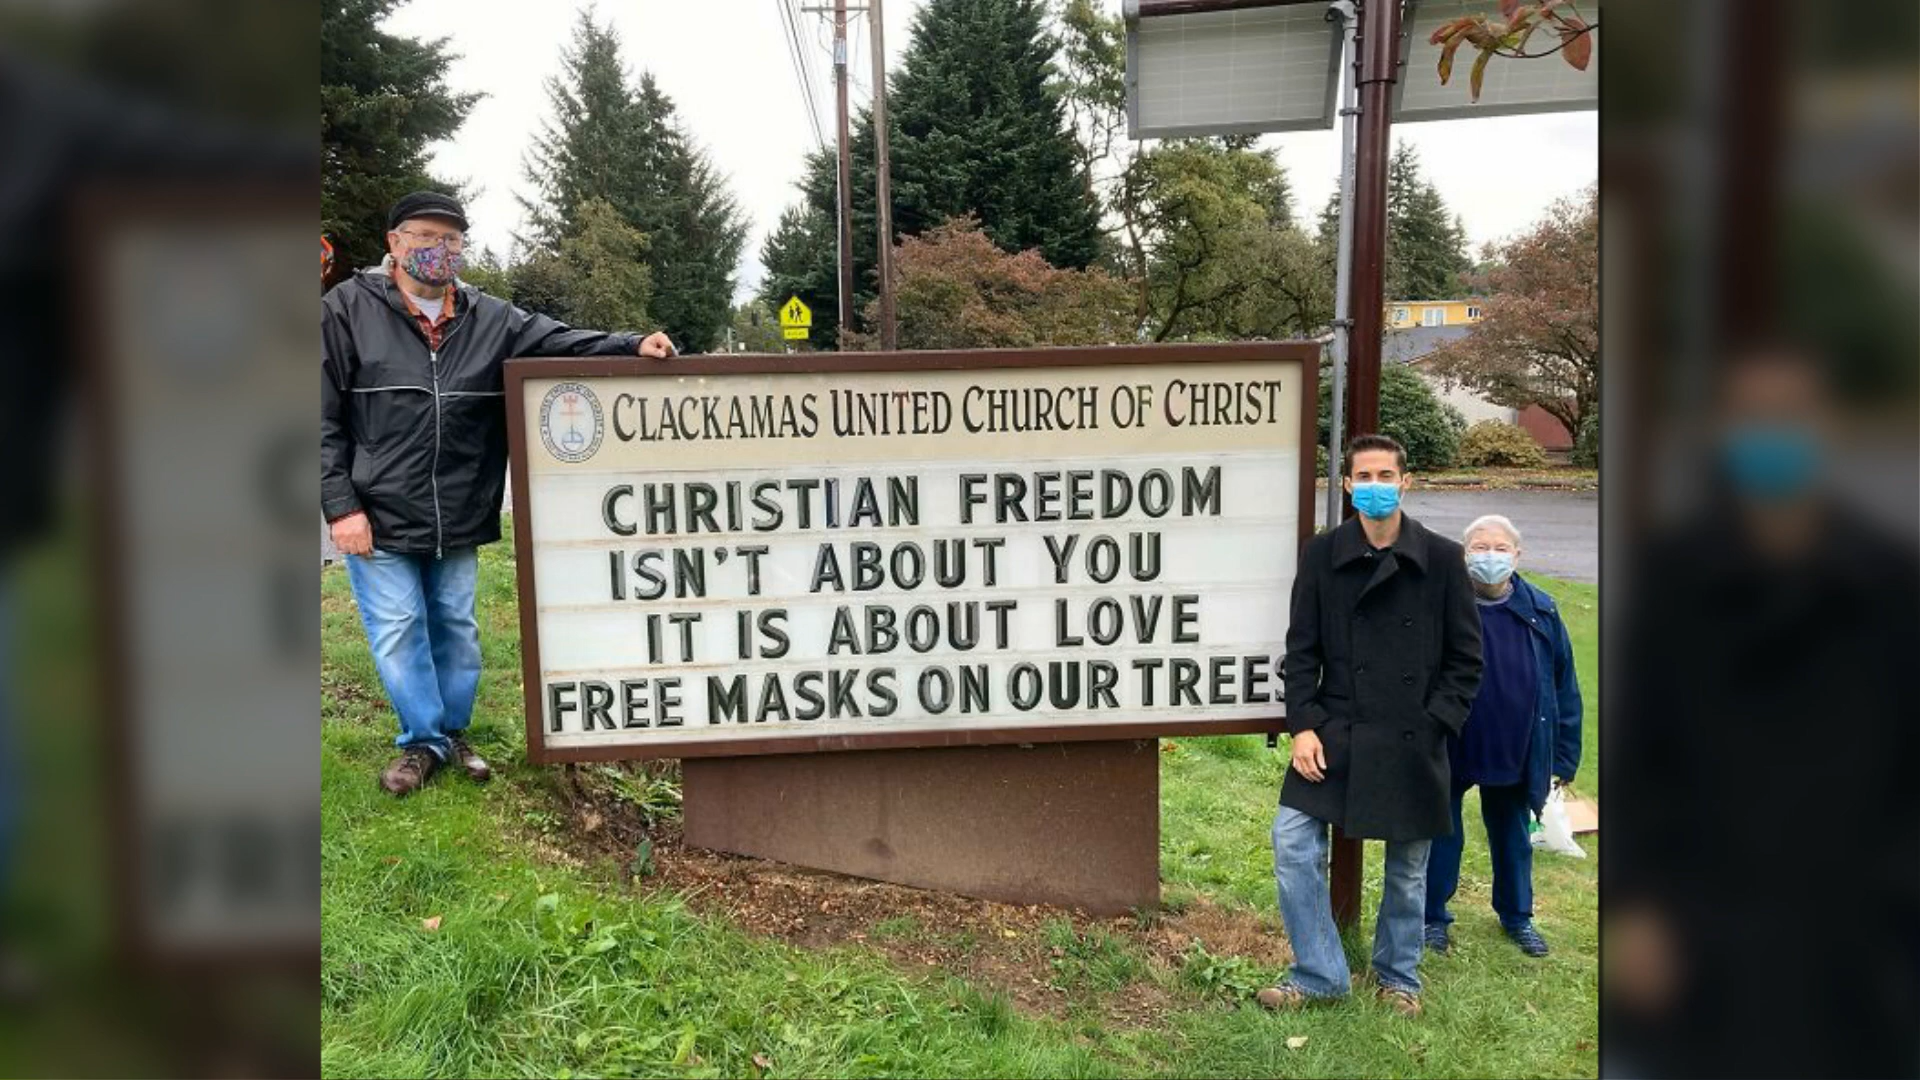 CLACKAMAS UNITED CHURCH OF CHRIST
CHRISTIAN FREEDOM
ISN'T ABOUT YOU
IT IS ABOUT LOVE
FREE MASKS ON OUR TREES